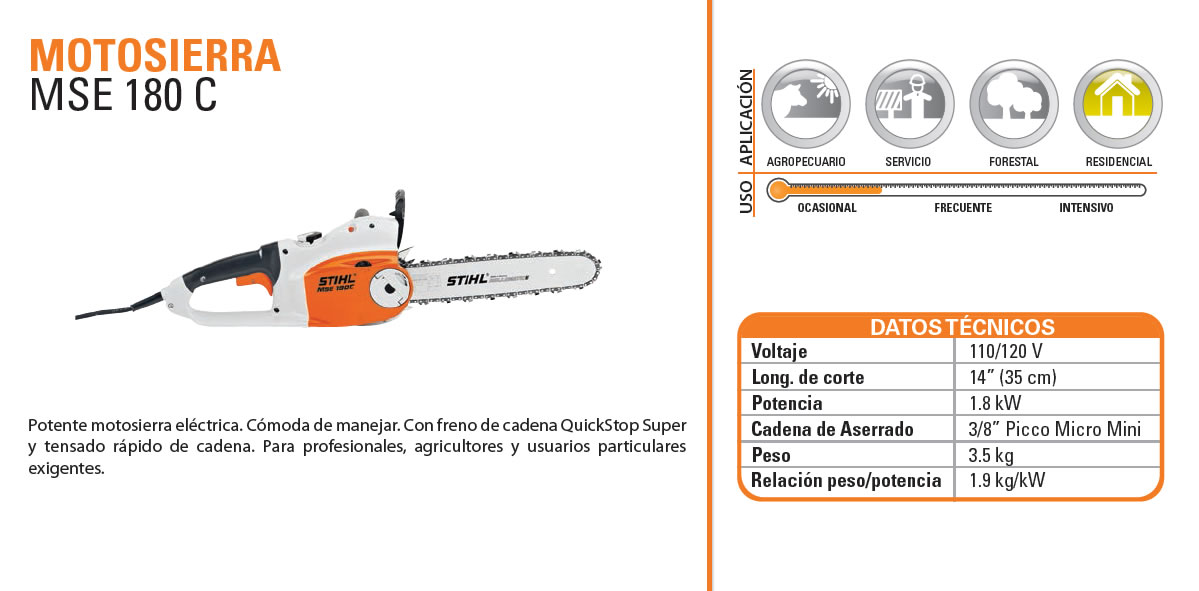 MOTOSIERRA
MSE 180 C
STIHL
MSE 180C
STIHL
Potente motosierra eléctrica. Cómoda de manejar. Con freno de cadena QuickStop Super
y tensado rápido de cadena. Para profesionales, agricultores y usuarios particulares
exigentes.
APLICACIÓN
AGROPECUARIO SERVICIO FORESTAL RESIDENCIAL
USO
OCASIONAL FRECUENTE INTENSIVO
DATOS TÉCNICOS
Voltaje 110/120 V
Long. de corte 14” (35 cm)
Potencia 1.8 kW
Cadena de Aserrado 3/8” Picco Micro Mini
Peso 3.5 kg
Relación peso/potencia 1.9 kg/kW